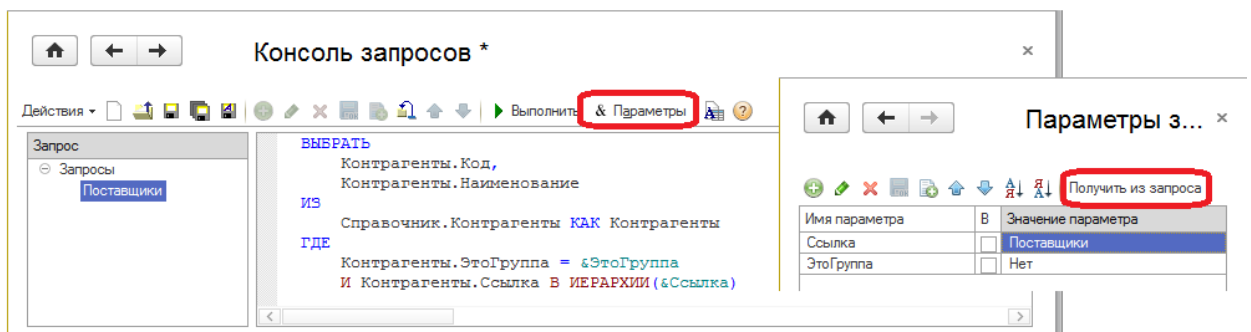 Консоль запросов *
Действия
Выполнить
& Параметры
Запрос
Запросы
Поставщики
ВЫБРАТЬ
Контрагенты.Код,
Контрагенты.Наименование
ИЗ
Справочник.Контрагенты КАК Контрагенты
ГДЕ
Контрагенты.ЭтоГруппа = &ЭтоГруппа
И Контрагенты.Ссылка В ИЕРАРХИИ(&Ссылка)
Параметры з...
Получить из запроса
Имя параметра В Значение параметра
Ссылка Поставщики
ЭтоГруппа Нет